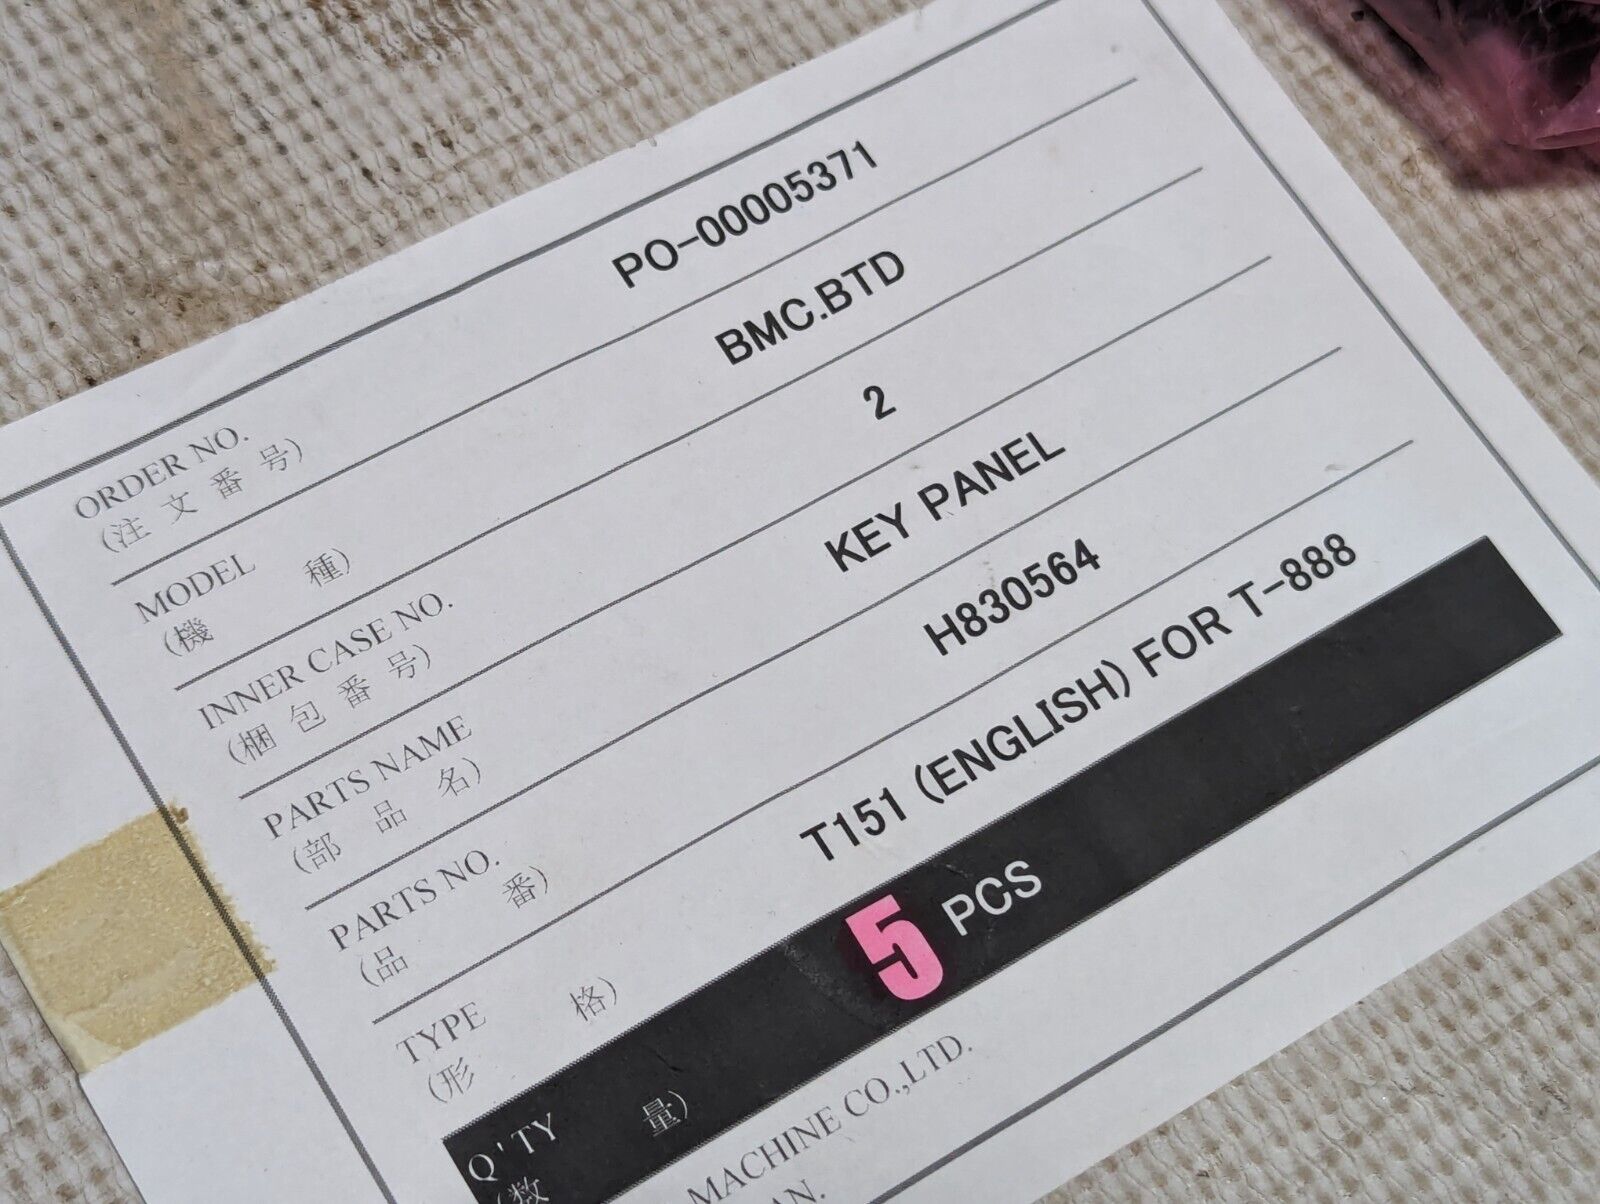 ORDER NO. PO-00005371
(注 文 番 号)
MODEL BMC.BTD
(機 種)
INNER CASE NO. 2
(梱 包 番 号)
PARTS NAME KEY PANEL
(部 品 名)
PARTS NO. H830564
(品 番)
TYPE T151 (ENGLISH) FOR T-888
(形 格)
Q'TY 5 PCS
(数 量)
MACHINE CO.,LTD.